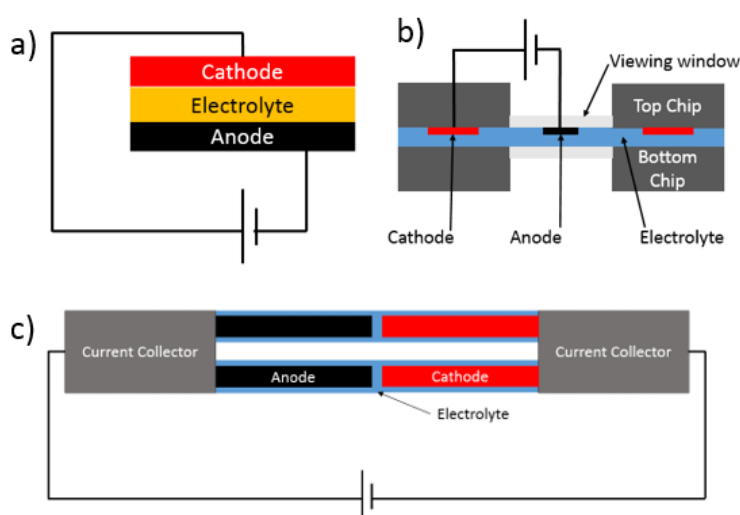 a)
Cathode
Electrolyte
Anode
b)
Viewing window
Top Chip
Bottom
Chip
Cathode
Anode
Electrolyte
c)
Current Collector
Current Collector
Anode
Cathode
Electrolyte